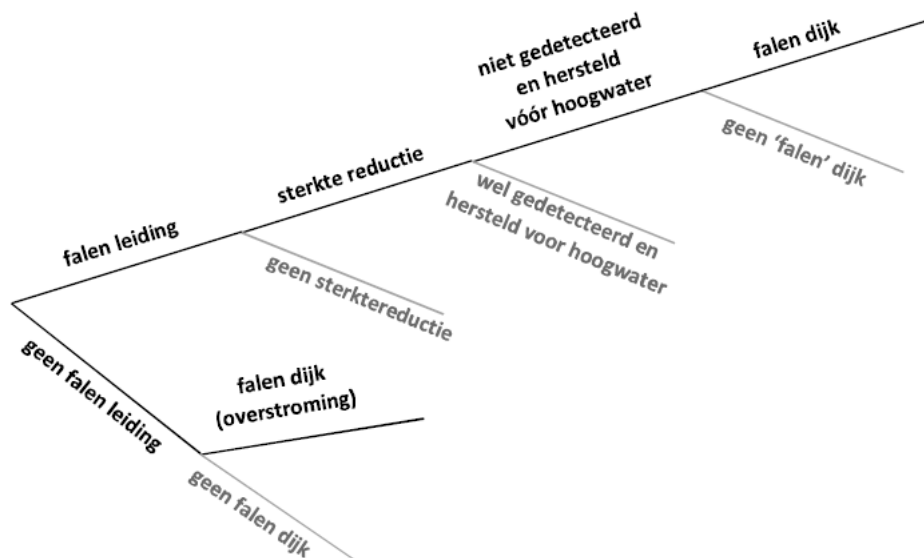 niet gedetecteerd
en hersteld
vóór hoogwater
falen dijk
geen ‘falen’ dijk
sterkte reductie
wel gedetecteerd en
hersteld voor hoogwater
falen leiding
geen sterktereductie
geen falen leiding
falen dijk
(overstroming)
geen falen dijk